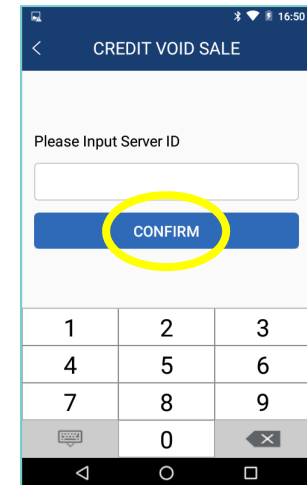 16:50
CREDIT VOID SALE
Please Input Server ID
CONFIRM
1 2 3
4 5 6
7 8 9
0